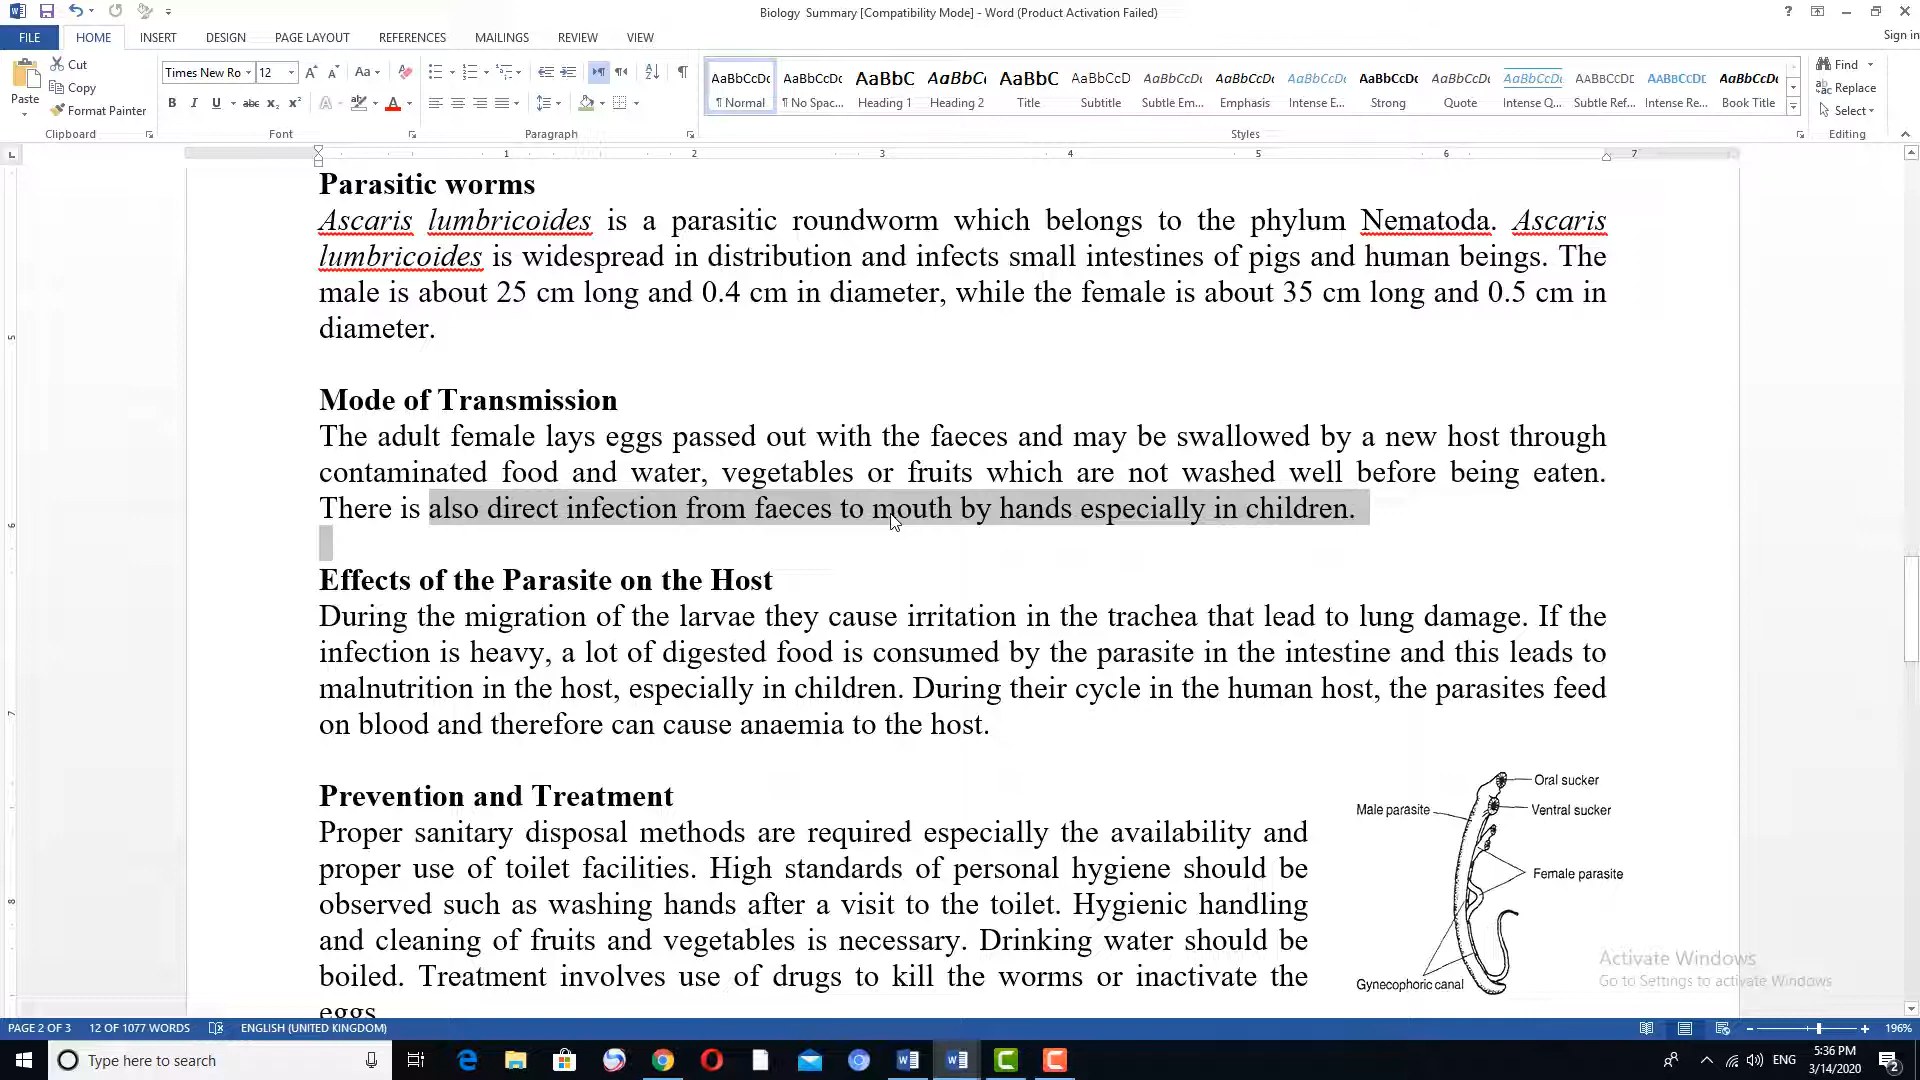 Biology Summary [Compatibility Mode] - Word (Product Activation Failed)
FILE HOME INSERT DESIGN PAGE LAYOUT REFERENCES MAILINGS REVIEW VIEW Sign in
Paste
Cut
Copy
Format Painter
Clipboard
Times New Ro 12
Font
Paragraph
AaBbCcDc AaBbCcDc AaBbC AaBbCc AaBbC AaBbCcD AaBbCcDc AaBbCcDc AaBbCcDc AaBbCcDc AaBbCcDc AaBbCcDc AABBCCDC AABBCCDC AaBbCcDc
¶ Normal ¶ No Spac... Heading 1 Heading 2 Title Subtitle Subtle Em... Emphasis Intense E... Strong Quote Intense Q... Subtle Ref... Intense Re... Book Title
Styles
Find
Replace
Select
Editing
1 2 3 4 5 6 7
Parasitic worms
Ascaris lumbricoides is a parasitic roundworm which belongs to the phylum Nematoda. Ascaris
lumbricoides is widespread in distribution and infects small intestines of pigs and human beings. The
male is about 25 cm long and 0.4 cm in diameter, while the female is about 35 cm long and 0.5 cm in
diameter.
Mode of Transmission
The adult female lays eggs passed out with the faeces and may be swallowed by a new host through
contaminated food and water, vegetables or fruits which are not washed well before being eaten.
There is also direct infection from faeces to mouth by hands especially in children.
Effects of the Parasite on the Host
During the migration of the larvae they cause irritation in the trachea that lead to lung damage. If the
infection is heavy, a lot of digested food is consumed by the parasite in the intestine and this leads to
malnutrition in the host, especially in children. During their cycle in the human host, the parasites feed
on blood and therefore can cause anaemia to the host.
Prevention and Treatment
Proper sanitary disposal methods are required especially the availability and
proper use of toilet facilities. High standards of personal hygiene should be
observed such as washing hands after a visit to the toilet. Hygienic handling
and cleaning of fruits and vegetables is necessary. Drinking water should be
boiled. Treatment involves use of drugs to kill the worms or inactivate the
eggs
Oral sucker
Male parasite
Ventral sucker
Female parasite
Gynecophoric canal
Activate Windows
Go to Settings to activate Windows
5
6
7
8
PAGE 2 OF 3 12 OF 1077 WORDS ENGLISH (UNITED KINGDOM) 196%
Type here to search
ENG
5:36 PM
3/14/2020
2